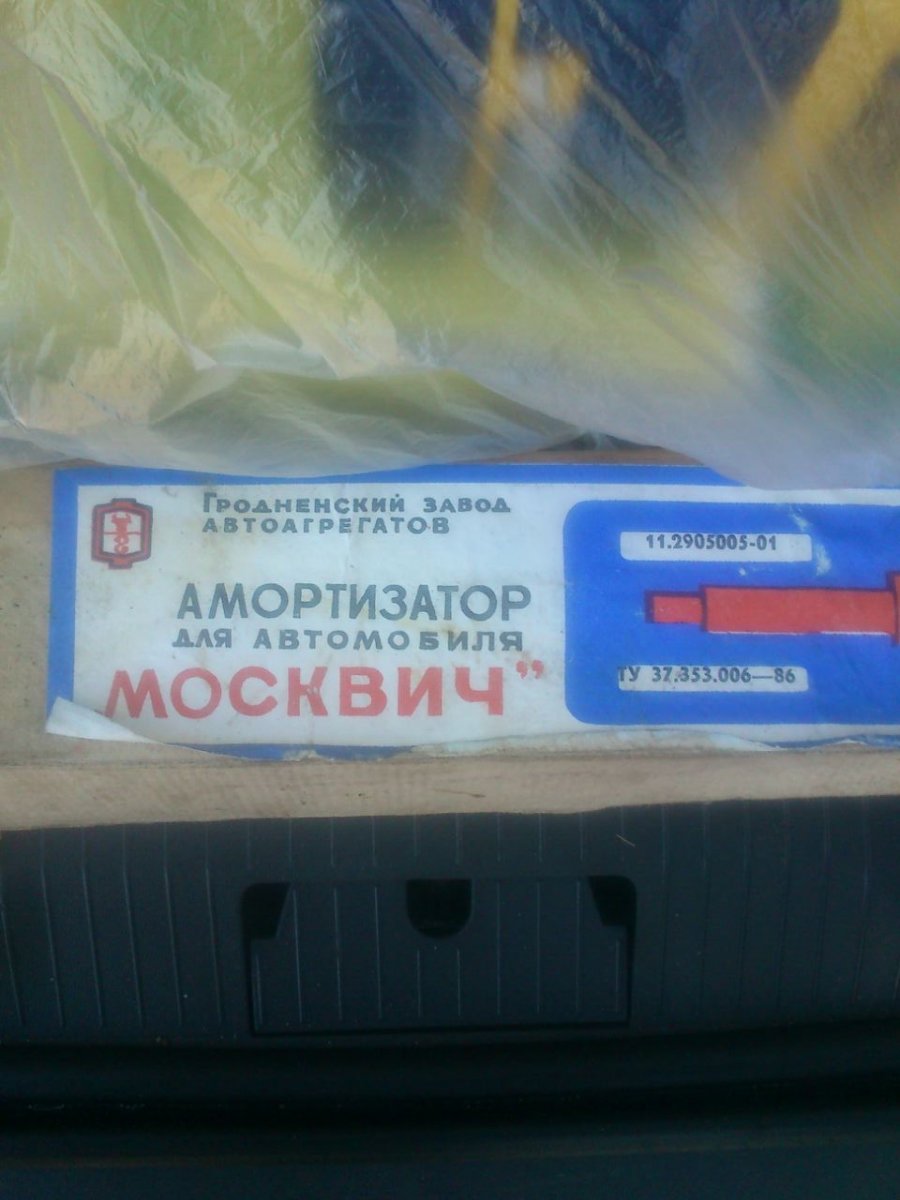 Гродненский завод
автоагрегатов
АМОРТИЗАТОР
для автомобиля
МОСКВИЧ”
11.2905005-01
ТУ 37.353.006—86